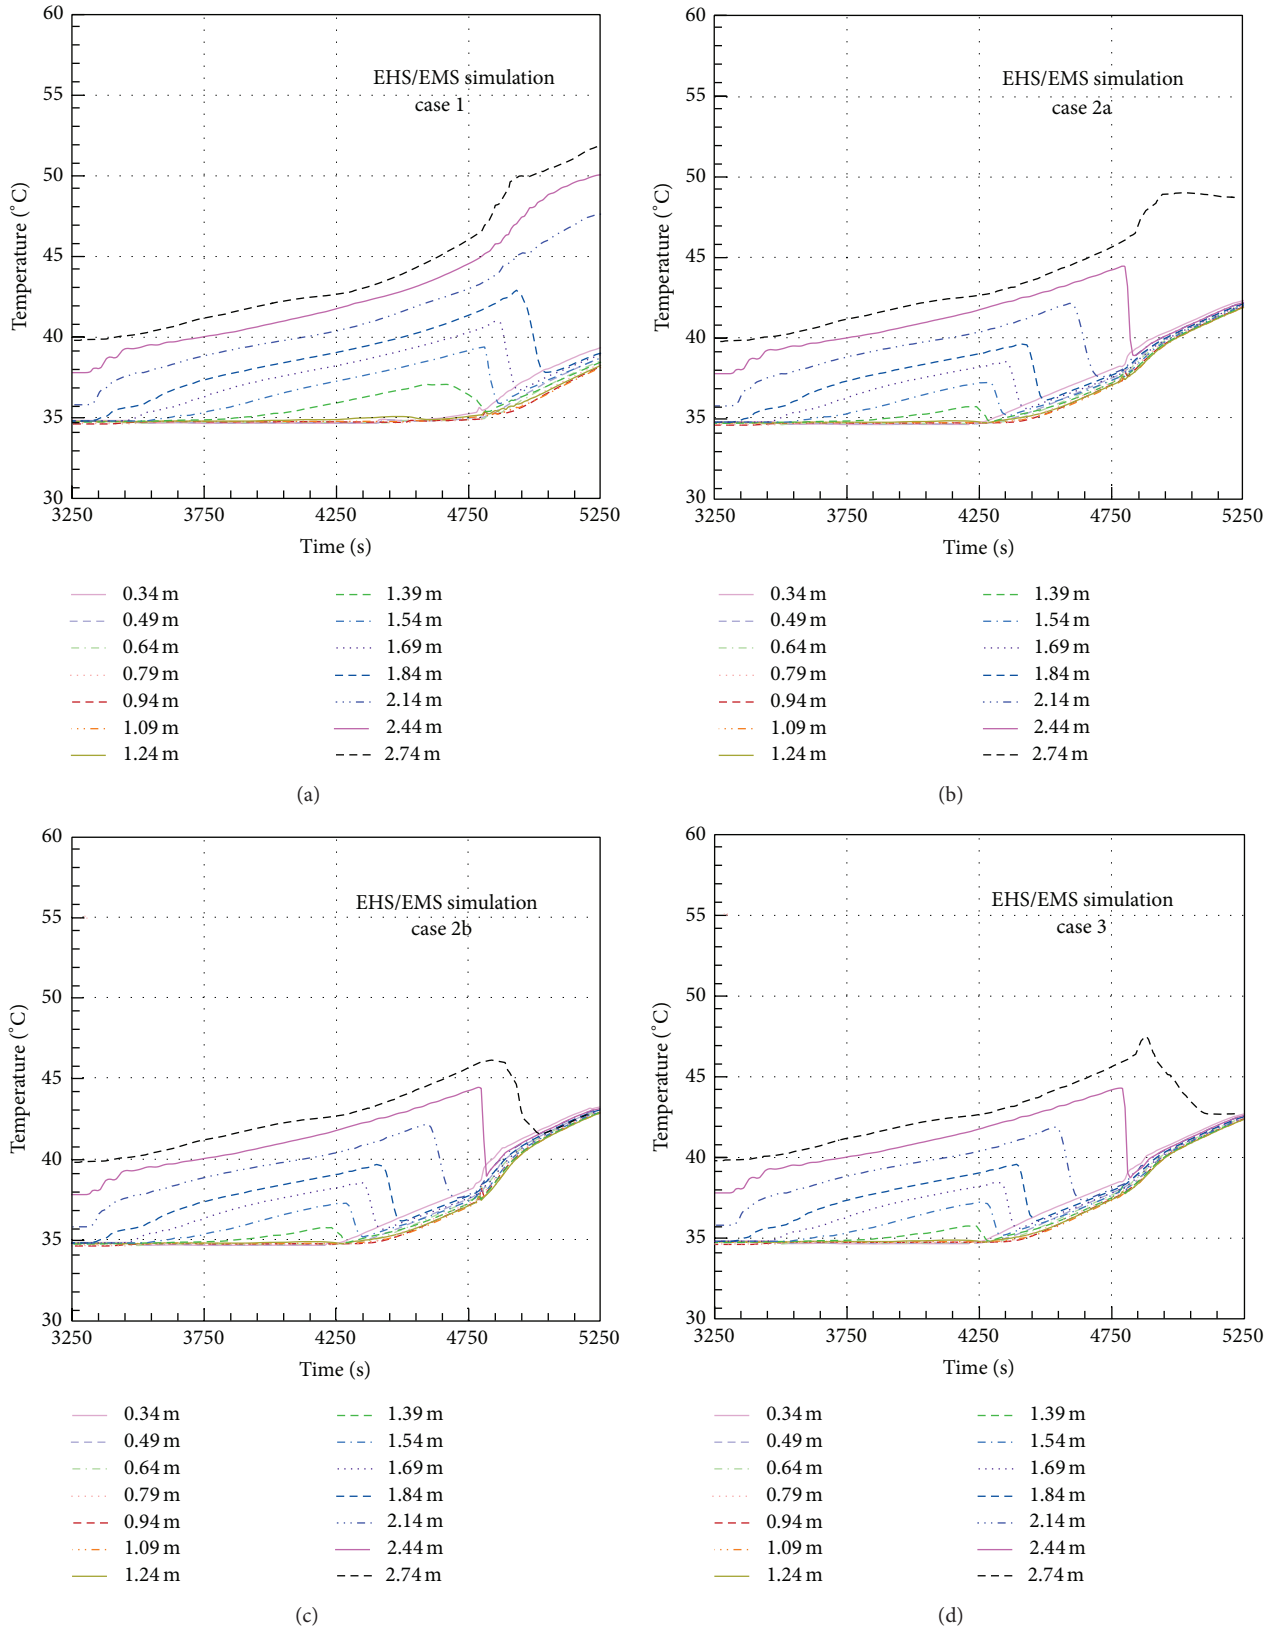 60
55
50
45
40
35
30
Temperature (°C)
EHS/EMS simulation
case 1
3250 3750 4250 4750 5250
Time (s)
0.34 m 1.39 m
0.49 m 1.54 m
0.64 m 1.69 m
0.79 m 1.84 m
0.94 m 2.14 m
1.09 m 2.44 m
1.24 m 2.74 m
(a)
60
55
50
45
40
35
30
Temperature (°C)
EHS/EMS simulation
case 2a
3250 3750 4250 4750 5250
Time (s)
0.34 m 1.39 m
0.49 m 1.54 m
0.64 m 1.69 m
0.79 m 1.84 m
0.94 m 2.14 m
1.09 m 2.44 m
1.24 m 2.74 m
(b)
60
55
50
45
40
35
30
Temperature (°C)
EHS/EMS simulation
case 2b
3250 3750 4250 4750 5250
Time (s)
0.34 m 1.39 m
0.49 m 1.54 m
0.64 m 1.69 m
0.79 m 1.84 m
0.94 m 2.14 m
1.09 m 2.44 m
1.24 m 2.74 m
(c)
60
55
50
45
40
35
30
Temperature (°C)
EHS/EMS simulation
case 3
3250 3750 4250 4750 5250
Time (s)
0.34 m 1.39 m
0.49 m 1.54 m
0.64 m 1.69 m
0.79 m 1.84 m
0.94 m 2.14 m
1.09 m 2.44 m
1.24 m 2.74 m
(d)